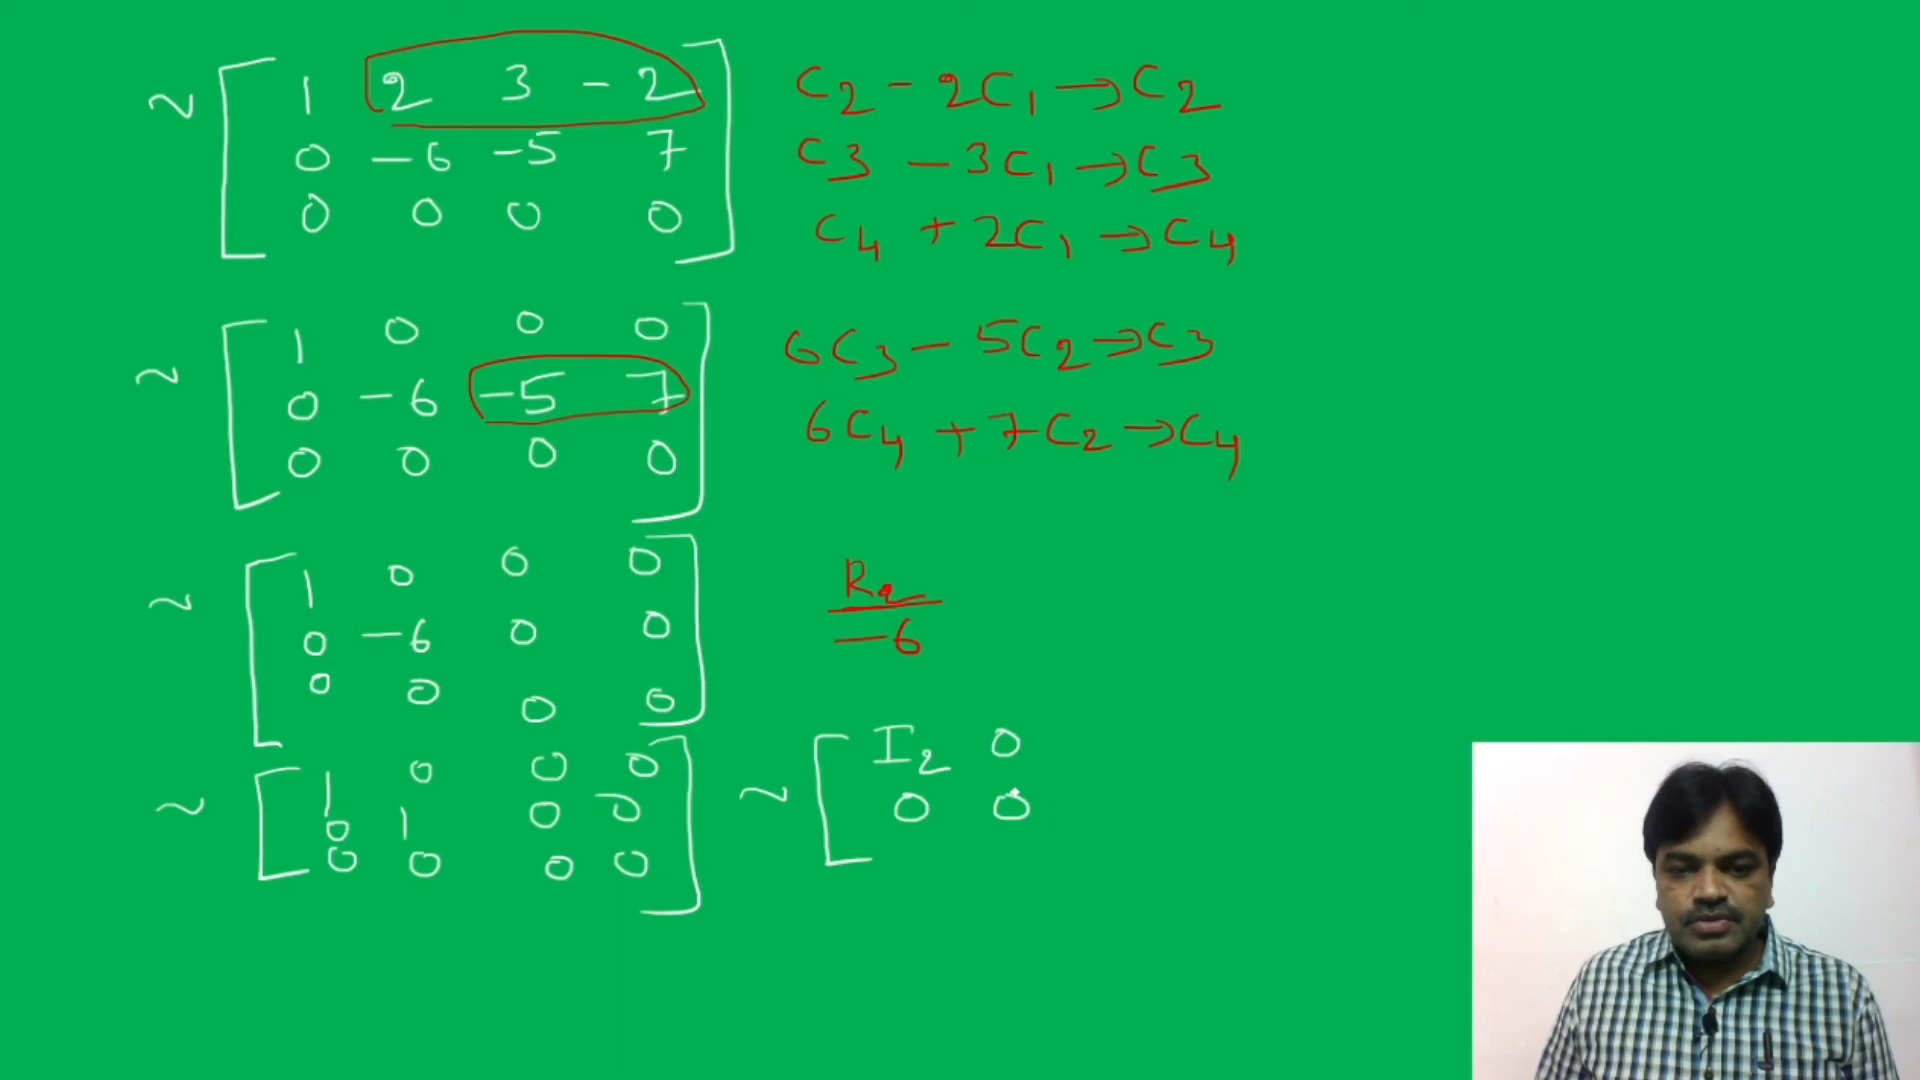 ~ [ 1 2 3 -2 ] C2 - 2C1 → C2
0 -6 -5 7 C3 - 3C1 → C3
0 0 0 0 C4 + 2C1 → C4
~ [ 1 0 0 0 ] 6C3 - 5C2 → C3
0 -6 -5 7 6C4 + 7C2 → C4
0 0 0 0
~ [ 1 0 0 0 ] R2
0 -6 0 0 -6
0 0 0 0
~ [ 1 0 0 0 ] ~ [ I2 0
0 1 0 0 0 0
0 0 0 0